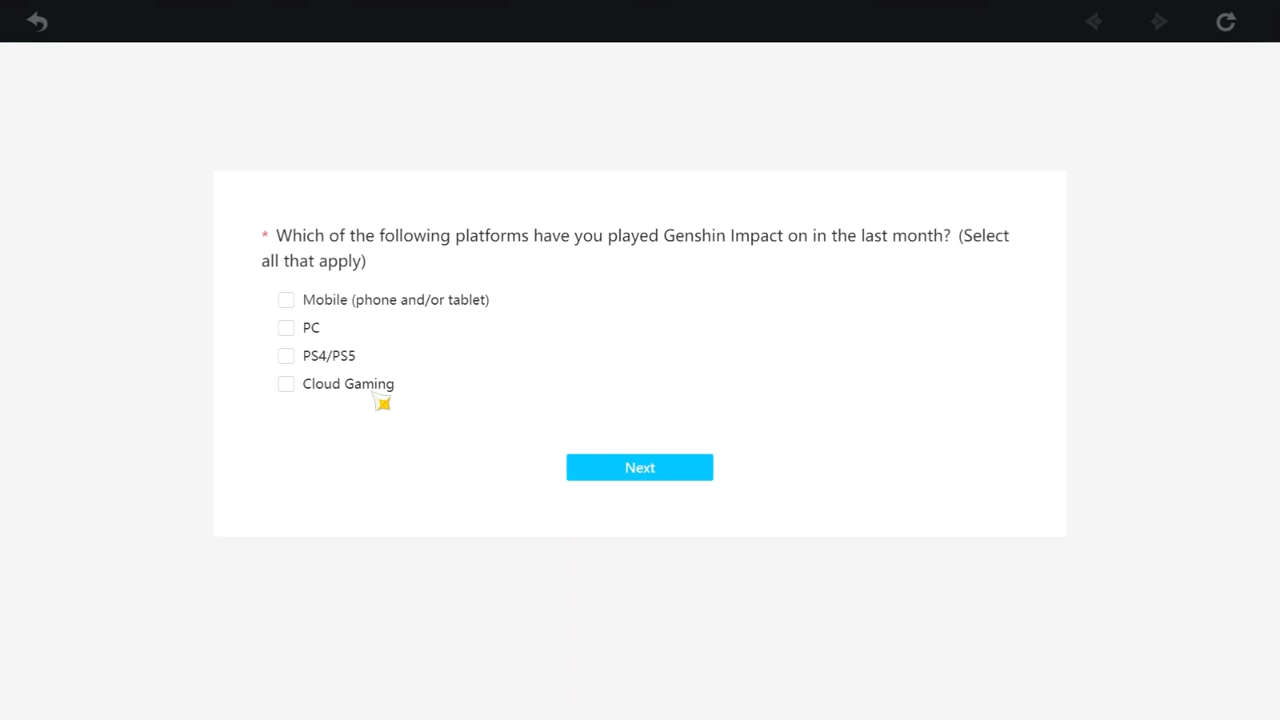 * Which of the following platforms have you played Genshin Impact on in the last month? (Select
all that apply)
Mobile (phone and/or tablet)
PC
PS4/PS5
Cloud Gaming
Next